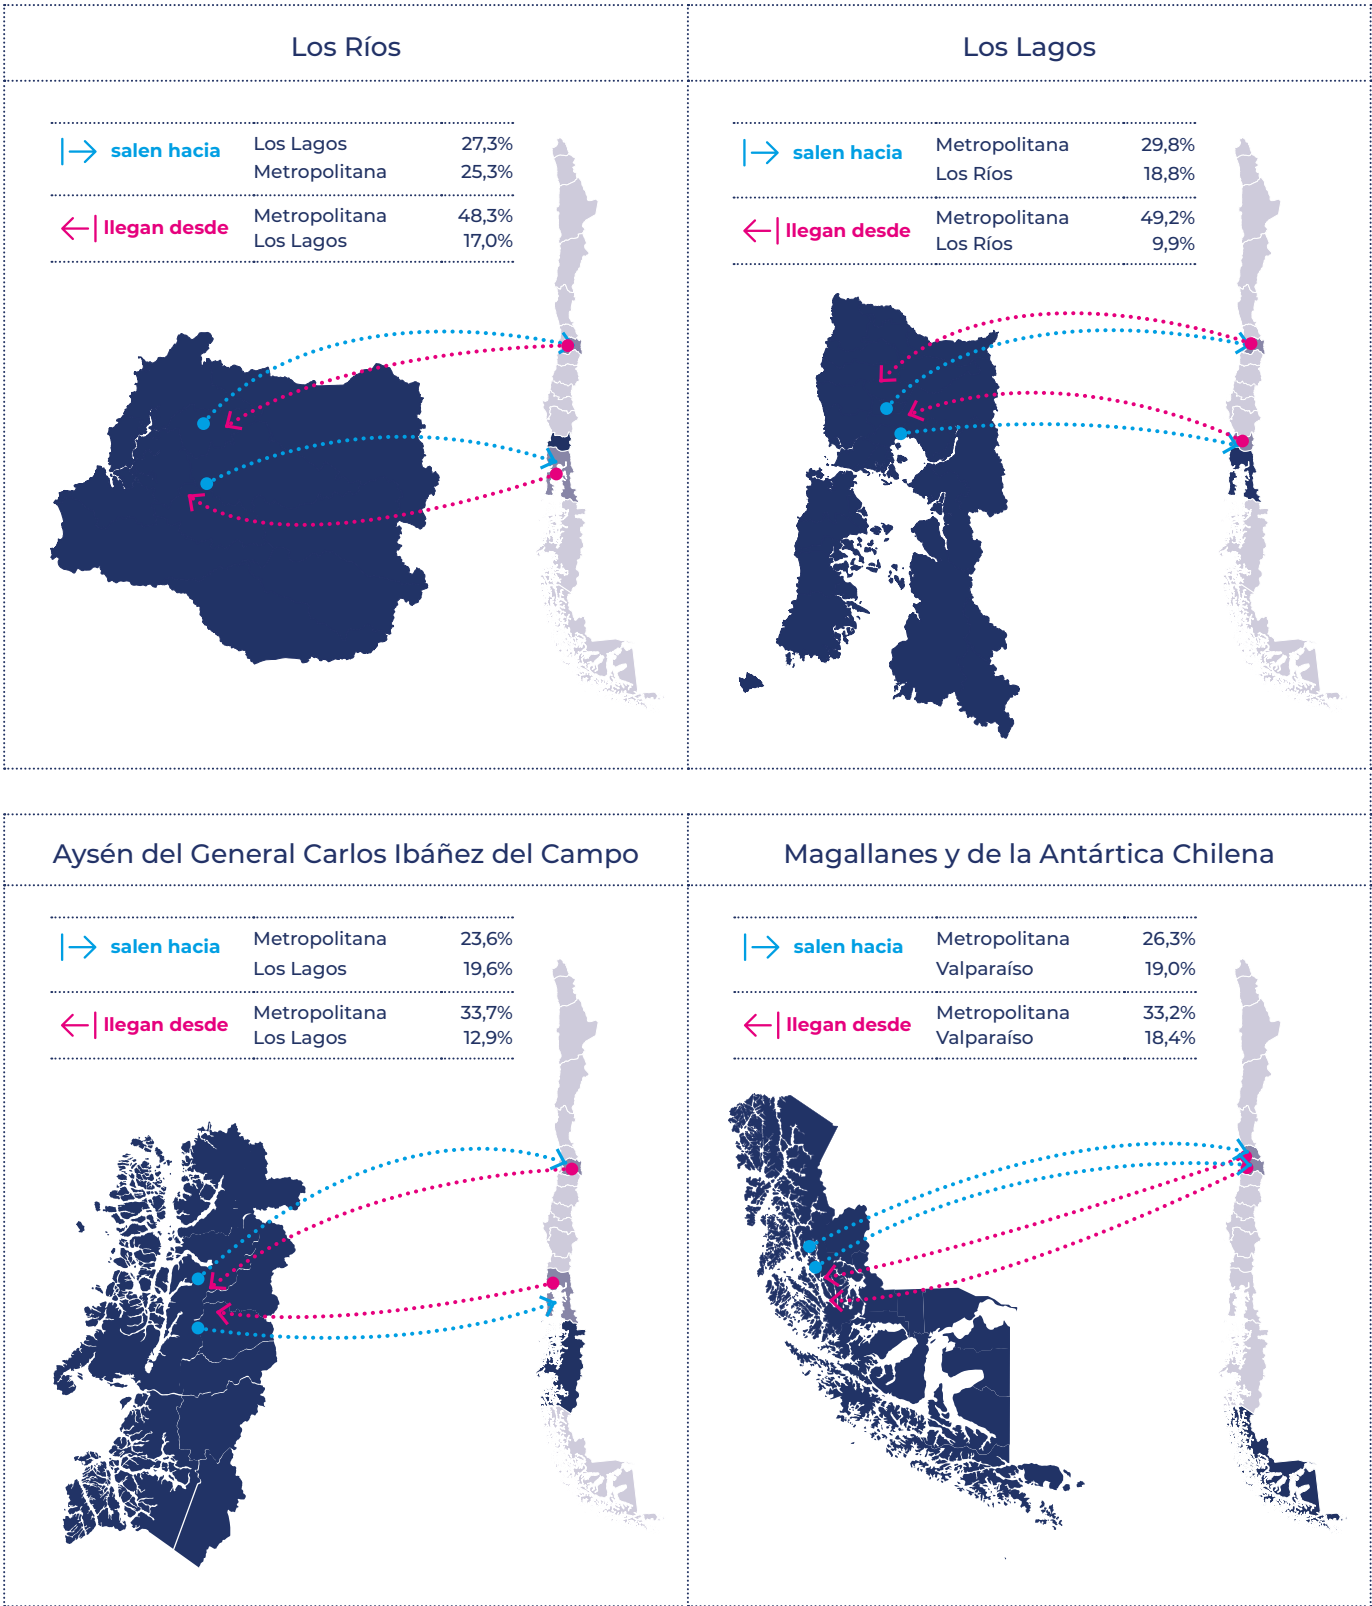 Los Ríos
salen hacia
Los Lagos 27,3%
Metropolitana 25,3%
llegan desde
Metropolitana 48,3%
Los Lagos 17,0%
Los Lagos
salen hacia
Metropolitana 29,8%
Los Ríos 18,8%
llegan desde
Metropolitana 49,2%
Los Ríos 9,9%
Aysén del General Carlos Ibáñez del Campo
salen hacia
Metropolitana 23,6%
Los Lagos 19,6%
llegan desde
Metropolitana 33,7%
Los Lagos 12,9%
Magallanes y de la Antártica Chilena
salen hacia
Metropolitana 26,3%
Valparaíso 19,0%
llegan desde
Metropolitana 33,2%
Valparaíso 18,4%